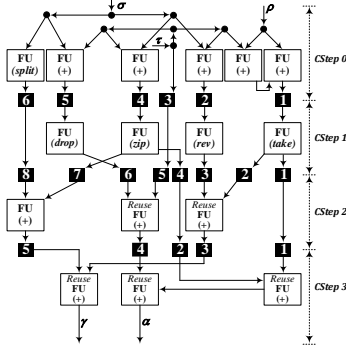 σ
ρ
τ
FU FU FU FU FU FU
(split) (+) (+) (+) (+) (+)
CStep 0
6 5 4 3 2 1
FU FU FU FU
(drop) (zip) (rev) (take)
CStep 1
8 7 6 5 4 3 2 1
FU Reuse Reuse
(+) FU FU
(+) (+)
CStep 2
5 4 2 3 1
Reuse Reuse Reuse
FU FU FU
(+) (+) (+)
CStep 3
γ α